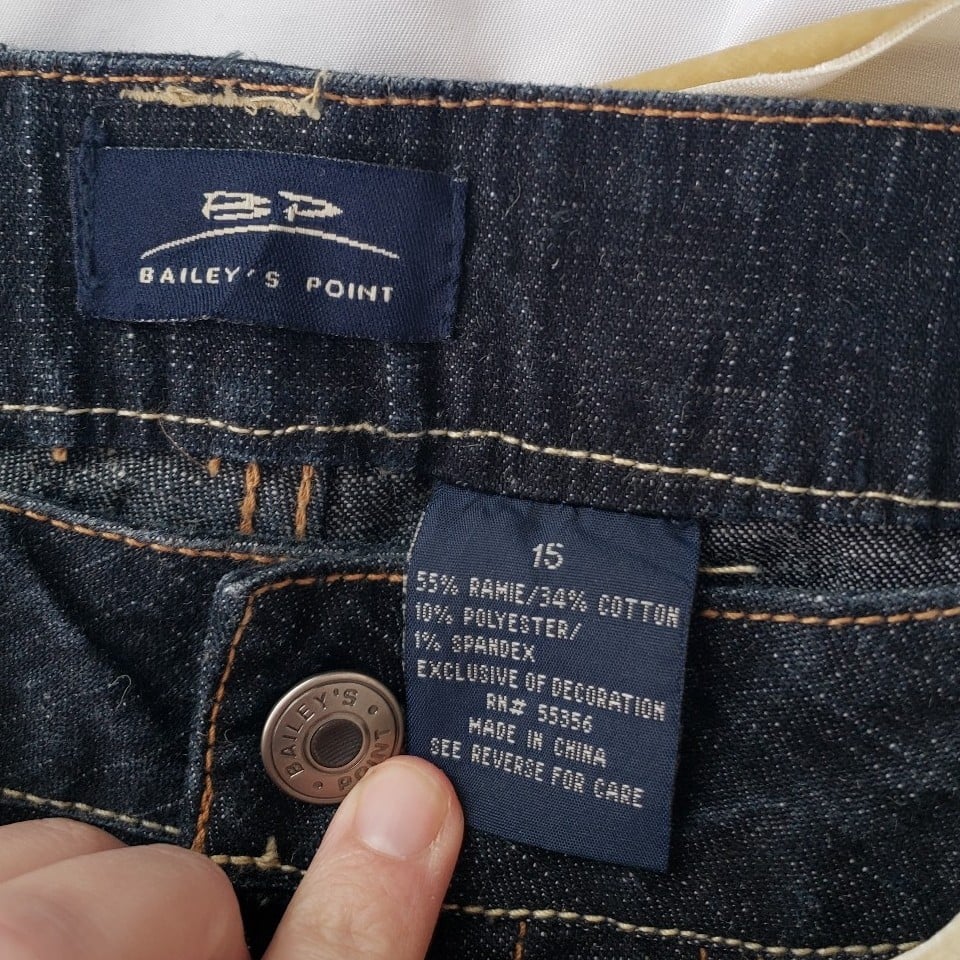 BP
BAILEY'S POINT
15
55% RAMIE/34% COTTON
10% POLYESTER/
1% SPANDEX
EXCLUSIVE OF DECORATION
RN# 55356
MADE IN CHINA
SEE REVERSE FOR CARE
BAILEY'S
POINT